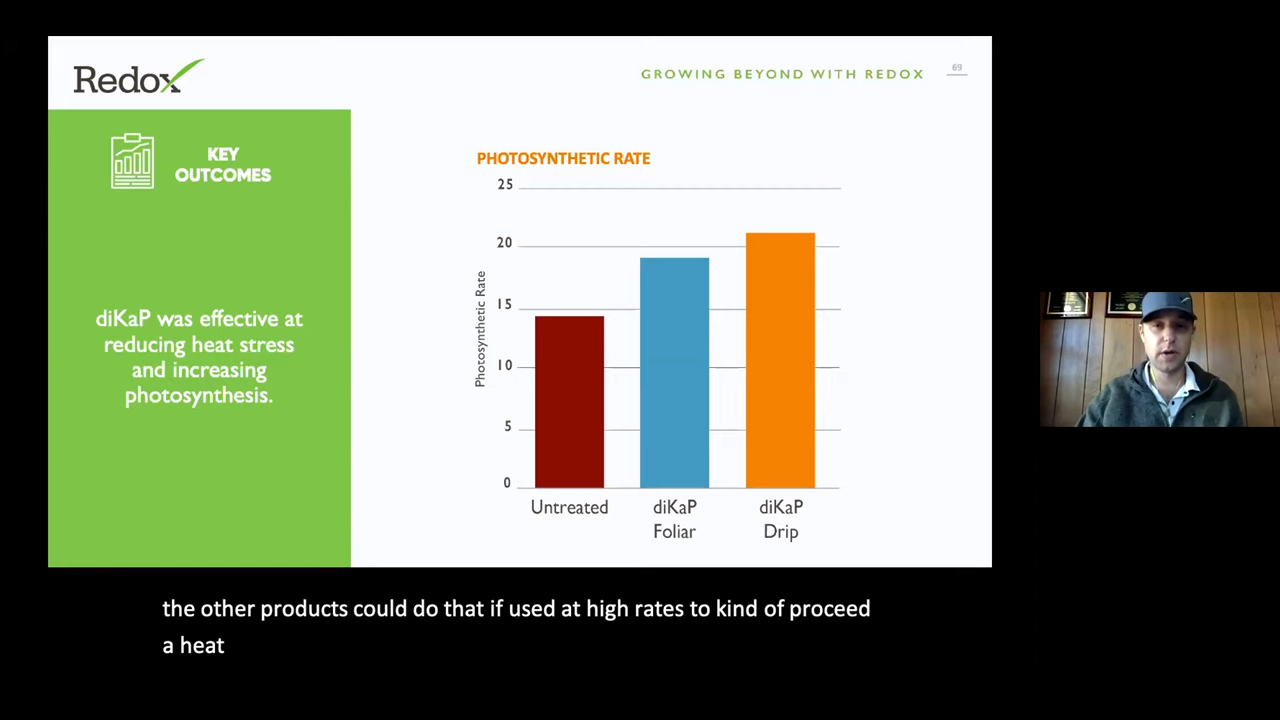 Redox
GROWING BEYOND WITH REDOX
69
KEY
OUTCOMES
diKaP was effective at
reducing heat stress
and increasing
photosynthesis.
PHOTOSYNTHETIC RATE
Photosynthetic Rate
25
20
15
10
5
0
Untreated
diKaP
Foliar
diKaP
Drip
the other products could do that if used at high rates to kind of proceed
a heat